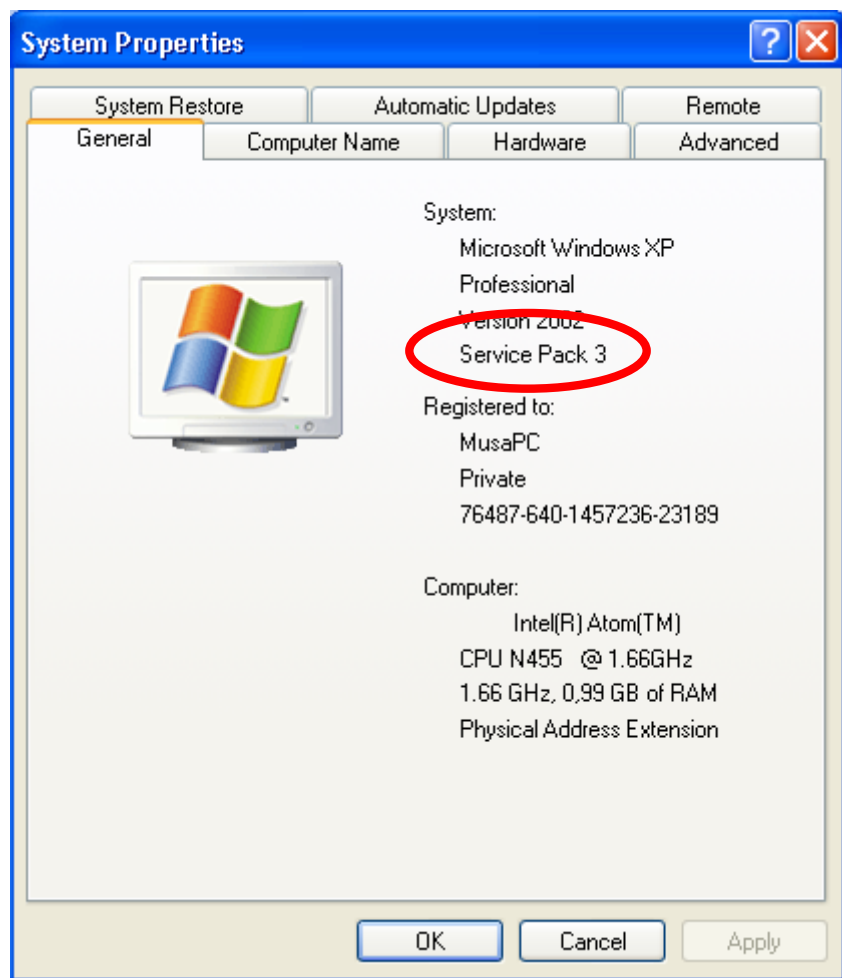 System Properties
System Restore
Automatic Updates
Remote
General
Computer Name
Hardware
Advanced
System:
Microsoft Windows XP
Professional
Version 2002
Service Pack 3
Registered to:
MusaPC
Private
76487-640-1457236-23189
Computer:
Intel(R) Atom(TM)
CPU N455 @ 1.66GHz
1.66 GHz, 0,99 GB of RAM
Physical Address Extension
OK
Cancel
Apply